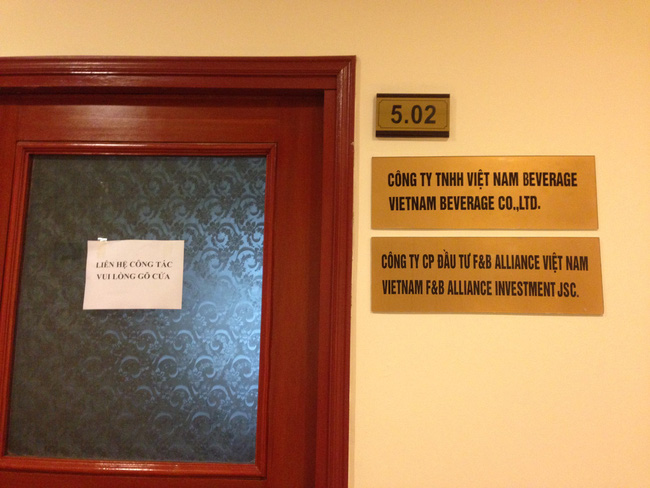 5.02
CÔNG TY TNHH VIỆT NAM BEVERAGE
VIETNAM BEVERAGE CO.,LTD.
CÔNG TY CP ĐẦU TƯ F&B ALLIANCE VIỆT NAM
VIETNAM F&B ALLIANCE INVESTMENT JSC.
LIÊN HỆ CÔNG TÁC
VUI LÒNG GÕ CỬA